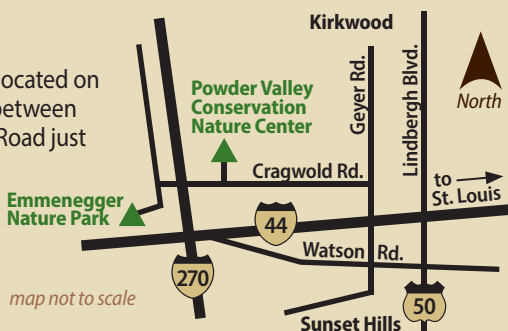 Kirkwood
ocated on
between
Road just
Powder Valley
Conservation
Nature Center
Geyer Rd.
Lindbergh Blvd.
North
Cragwold Rd.
to
St. Louis
Emmenegger
Nature Park
44
Watson Rd.
270
map not to scale
50
Sunset Hills